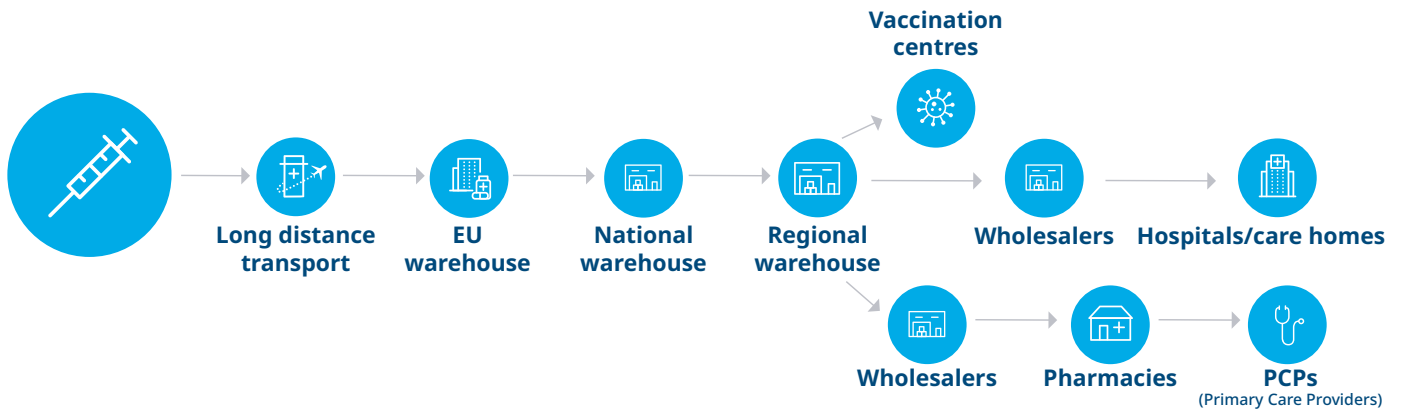 Vaccination
centres
Long distance
transport
EU
warehouse
National
warehouse
Regional
warehouse
Wholesalers
Hospitals/care homes
Wholesalers
Pharmacies
PCPs
(Primary Care Providers)